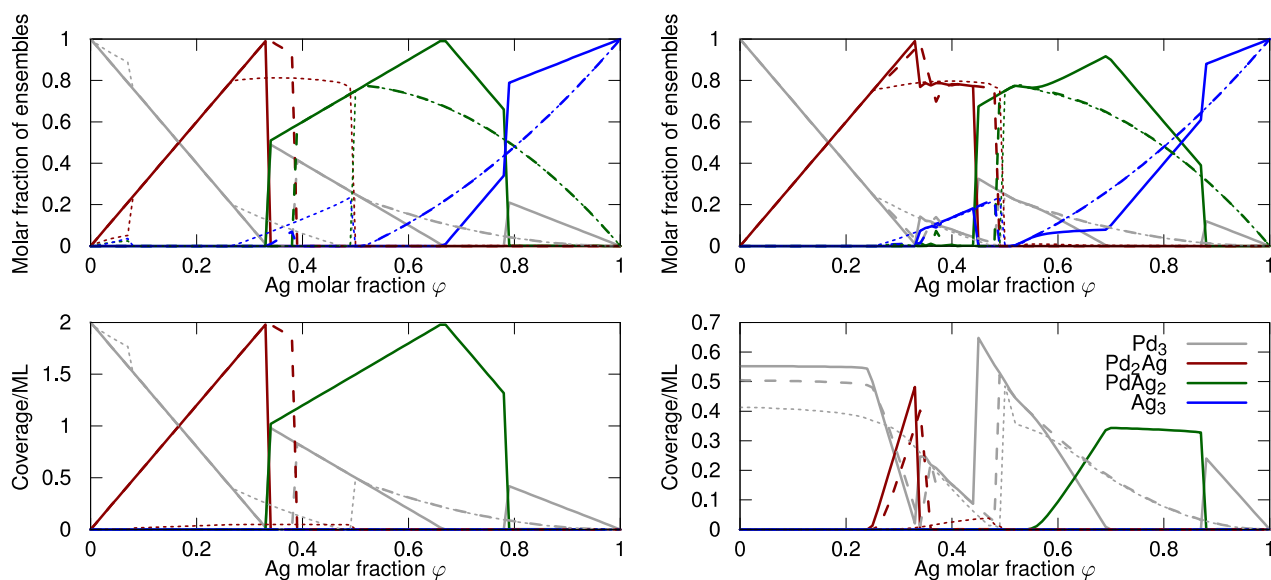 Molar fraction of ensembles
1
0.8
0.6
0.4
0.2
0
0 0.2 0.4 0.6 0.8 1
Ag molar fraction φ
Molar fraction of ensembles
1
0.8
0.6
0.4
0.2
0
0 0.2 0.4 0.6 0.8 1
Ag molar fraction φ
Coverage/ML
2
1.5
1
0.5
0
0 0.2 0.4 0.6 0.8 1
Ag molar fraction φ
Coverage/ML
0.7
0.6
0.5
0.4
0.3
0.2
0.1
0
0 0.2 0.4 0.6 0.8 1
Ag molar fraction φ
Pd₃
Pd₂Ag
PdAg₂
Ag₃